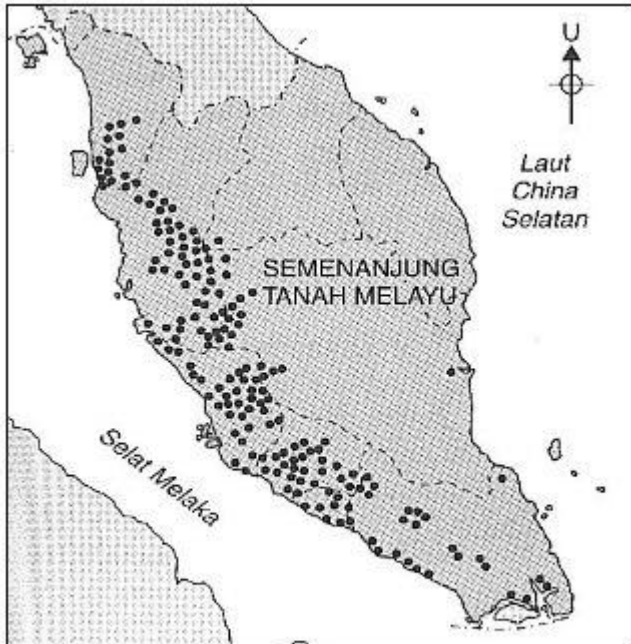 U
Laut
China
Selatan
SEMENANJUNG
TANAH MELAYU
Selat Melaka